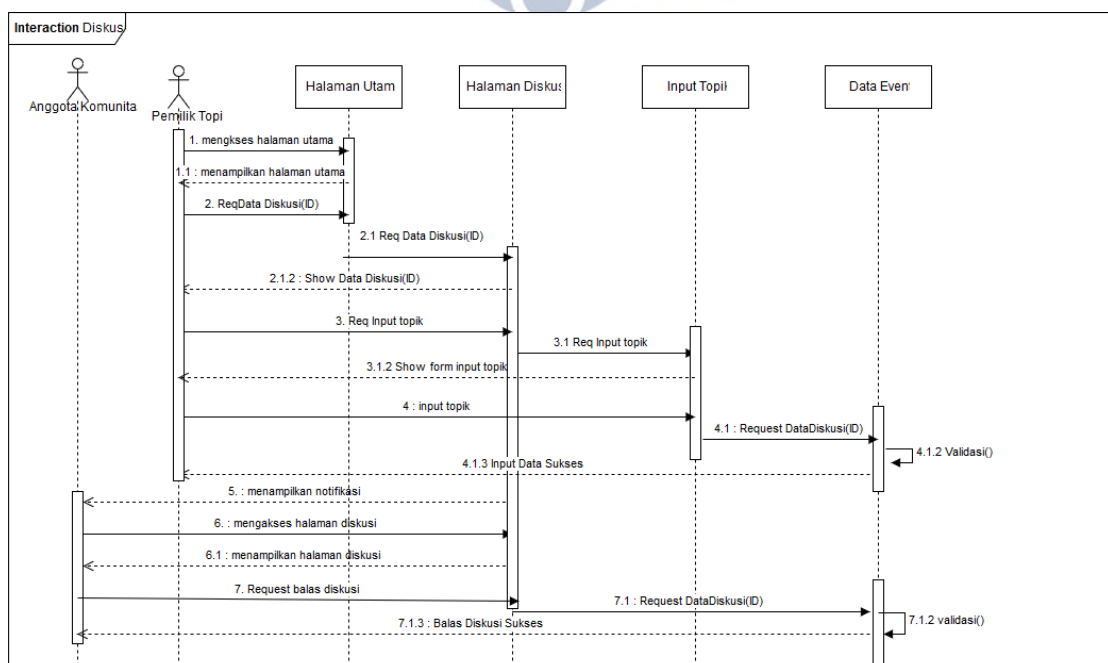 Interaction Diskus
Anggota Komunita
Pemilik Topi
Halaman Utam
Halaman Diskus
Input Topik
Data Event
1. mengkses halaman utama
1.1 : menampilkan halaman utama
2. ReqData Diskusi(ID)
2.1 Req Data Diskusi(ID)
2.1.2 : Show Data Diskusi(ID)
3. Req Input topik
3.1 Req Input topik
3.1.2 Show form input topik
4 : input topik
4.1 : Request DataDiskusi(ID)
4.1.2 Validasi()
4.1.3 Input Data Sukses
5. : menampilkan notifikasi
6. : mengakses halaman diskusi
6.1 : menampilkan halaman diskusi
7. Request balas diskusi
7.1 : Request DataDiskusi(ID)
7.1.2 validasi()
7.1.3 : Balas Diskusi Sukses